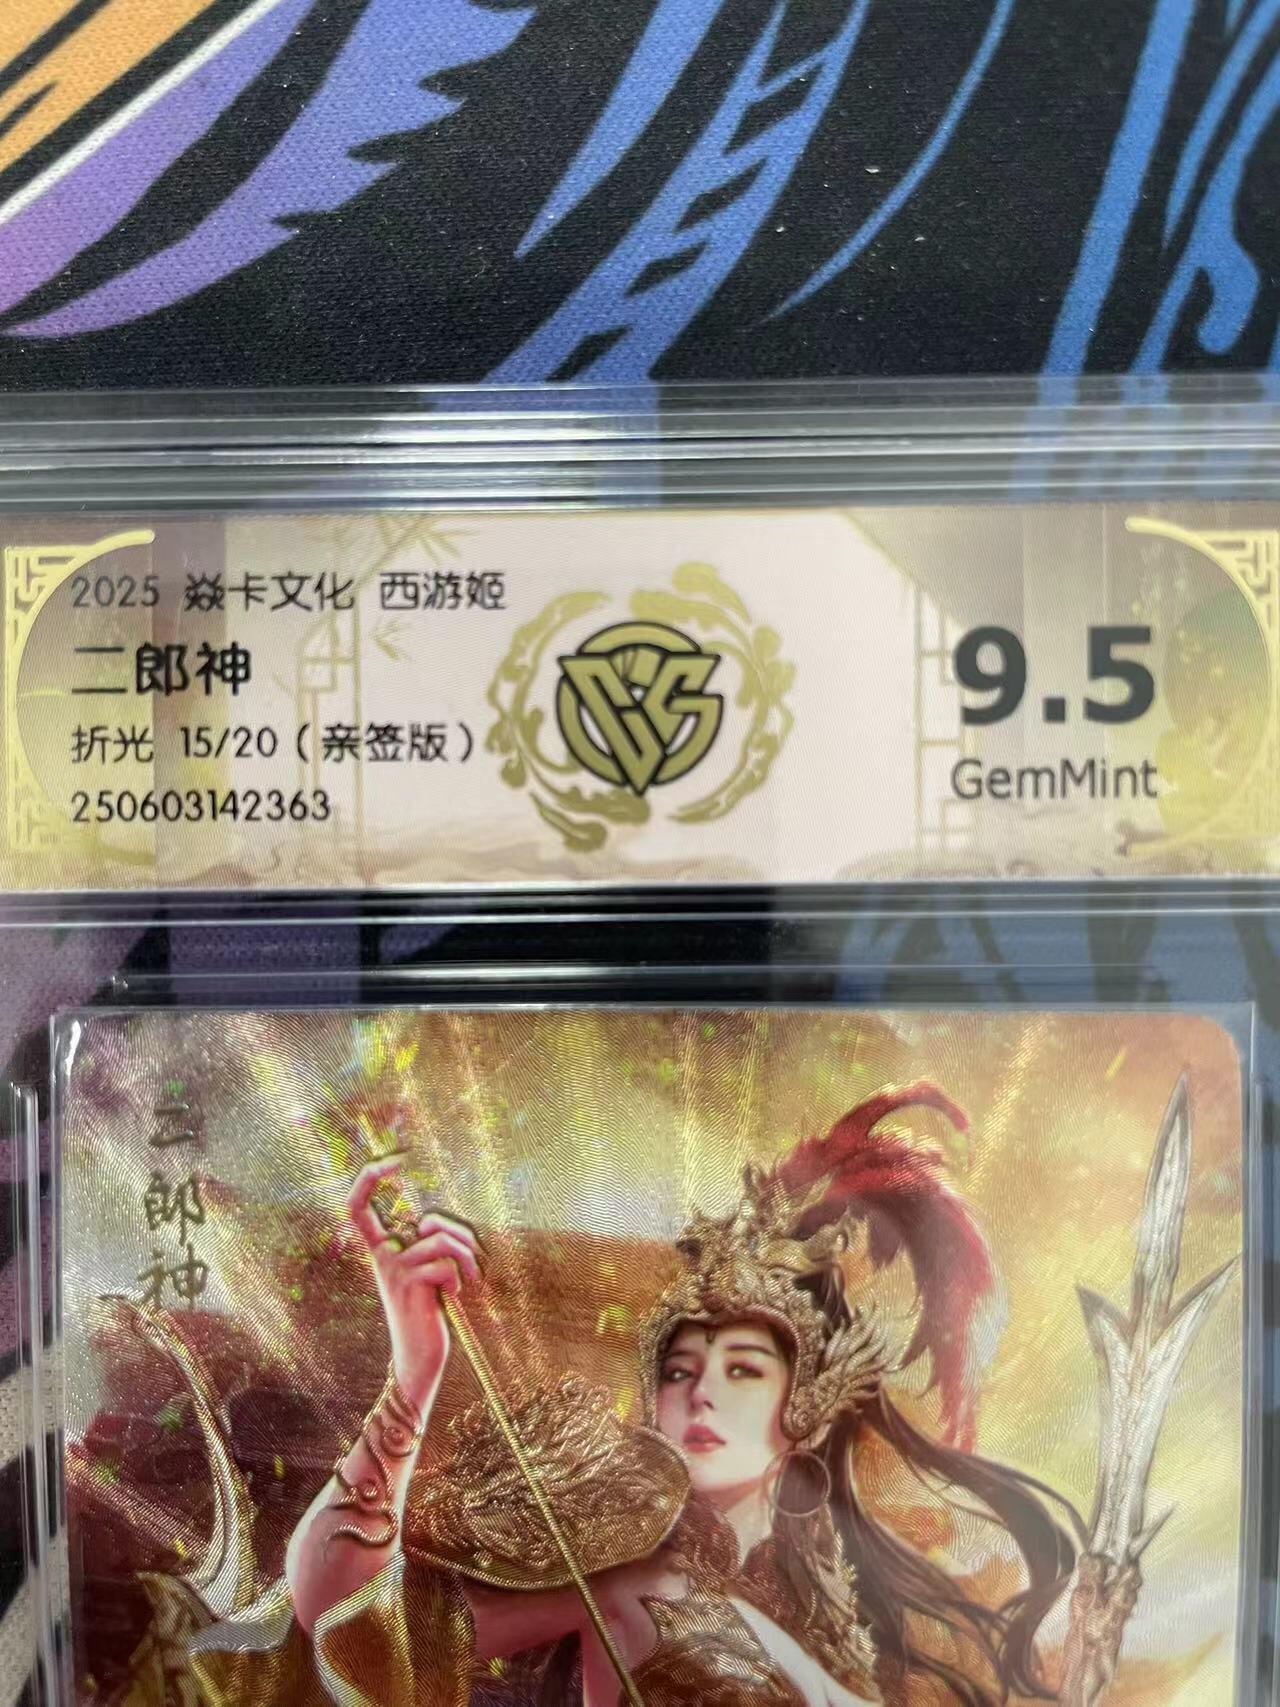 2025 焱卡文化 西游姬
二郎神
折光 15/20（亲签版）
250603142363
CCS
9.5
GemMint
二郎神